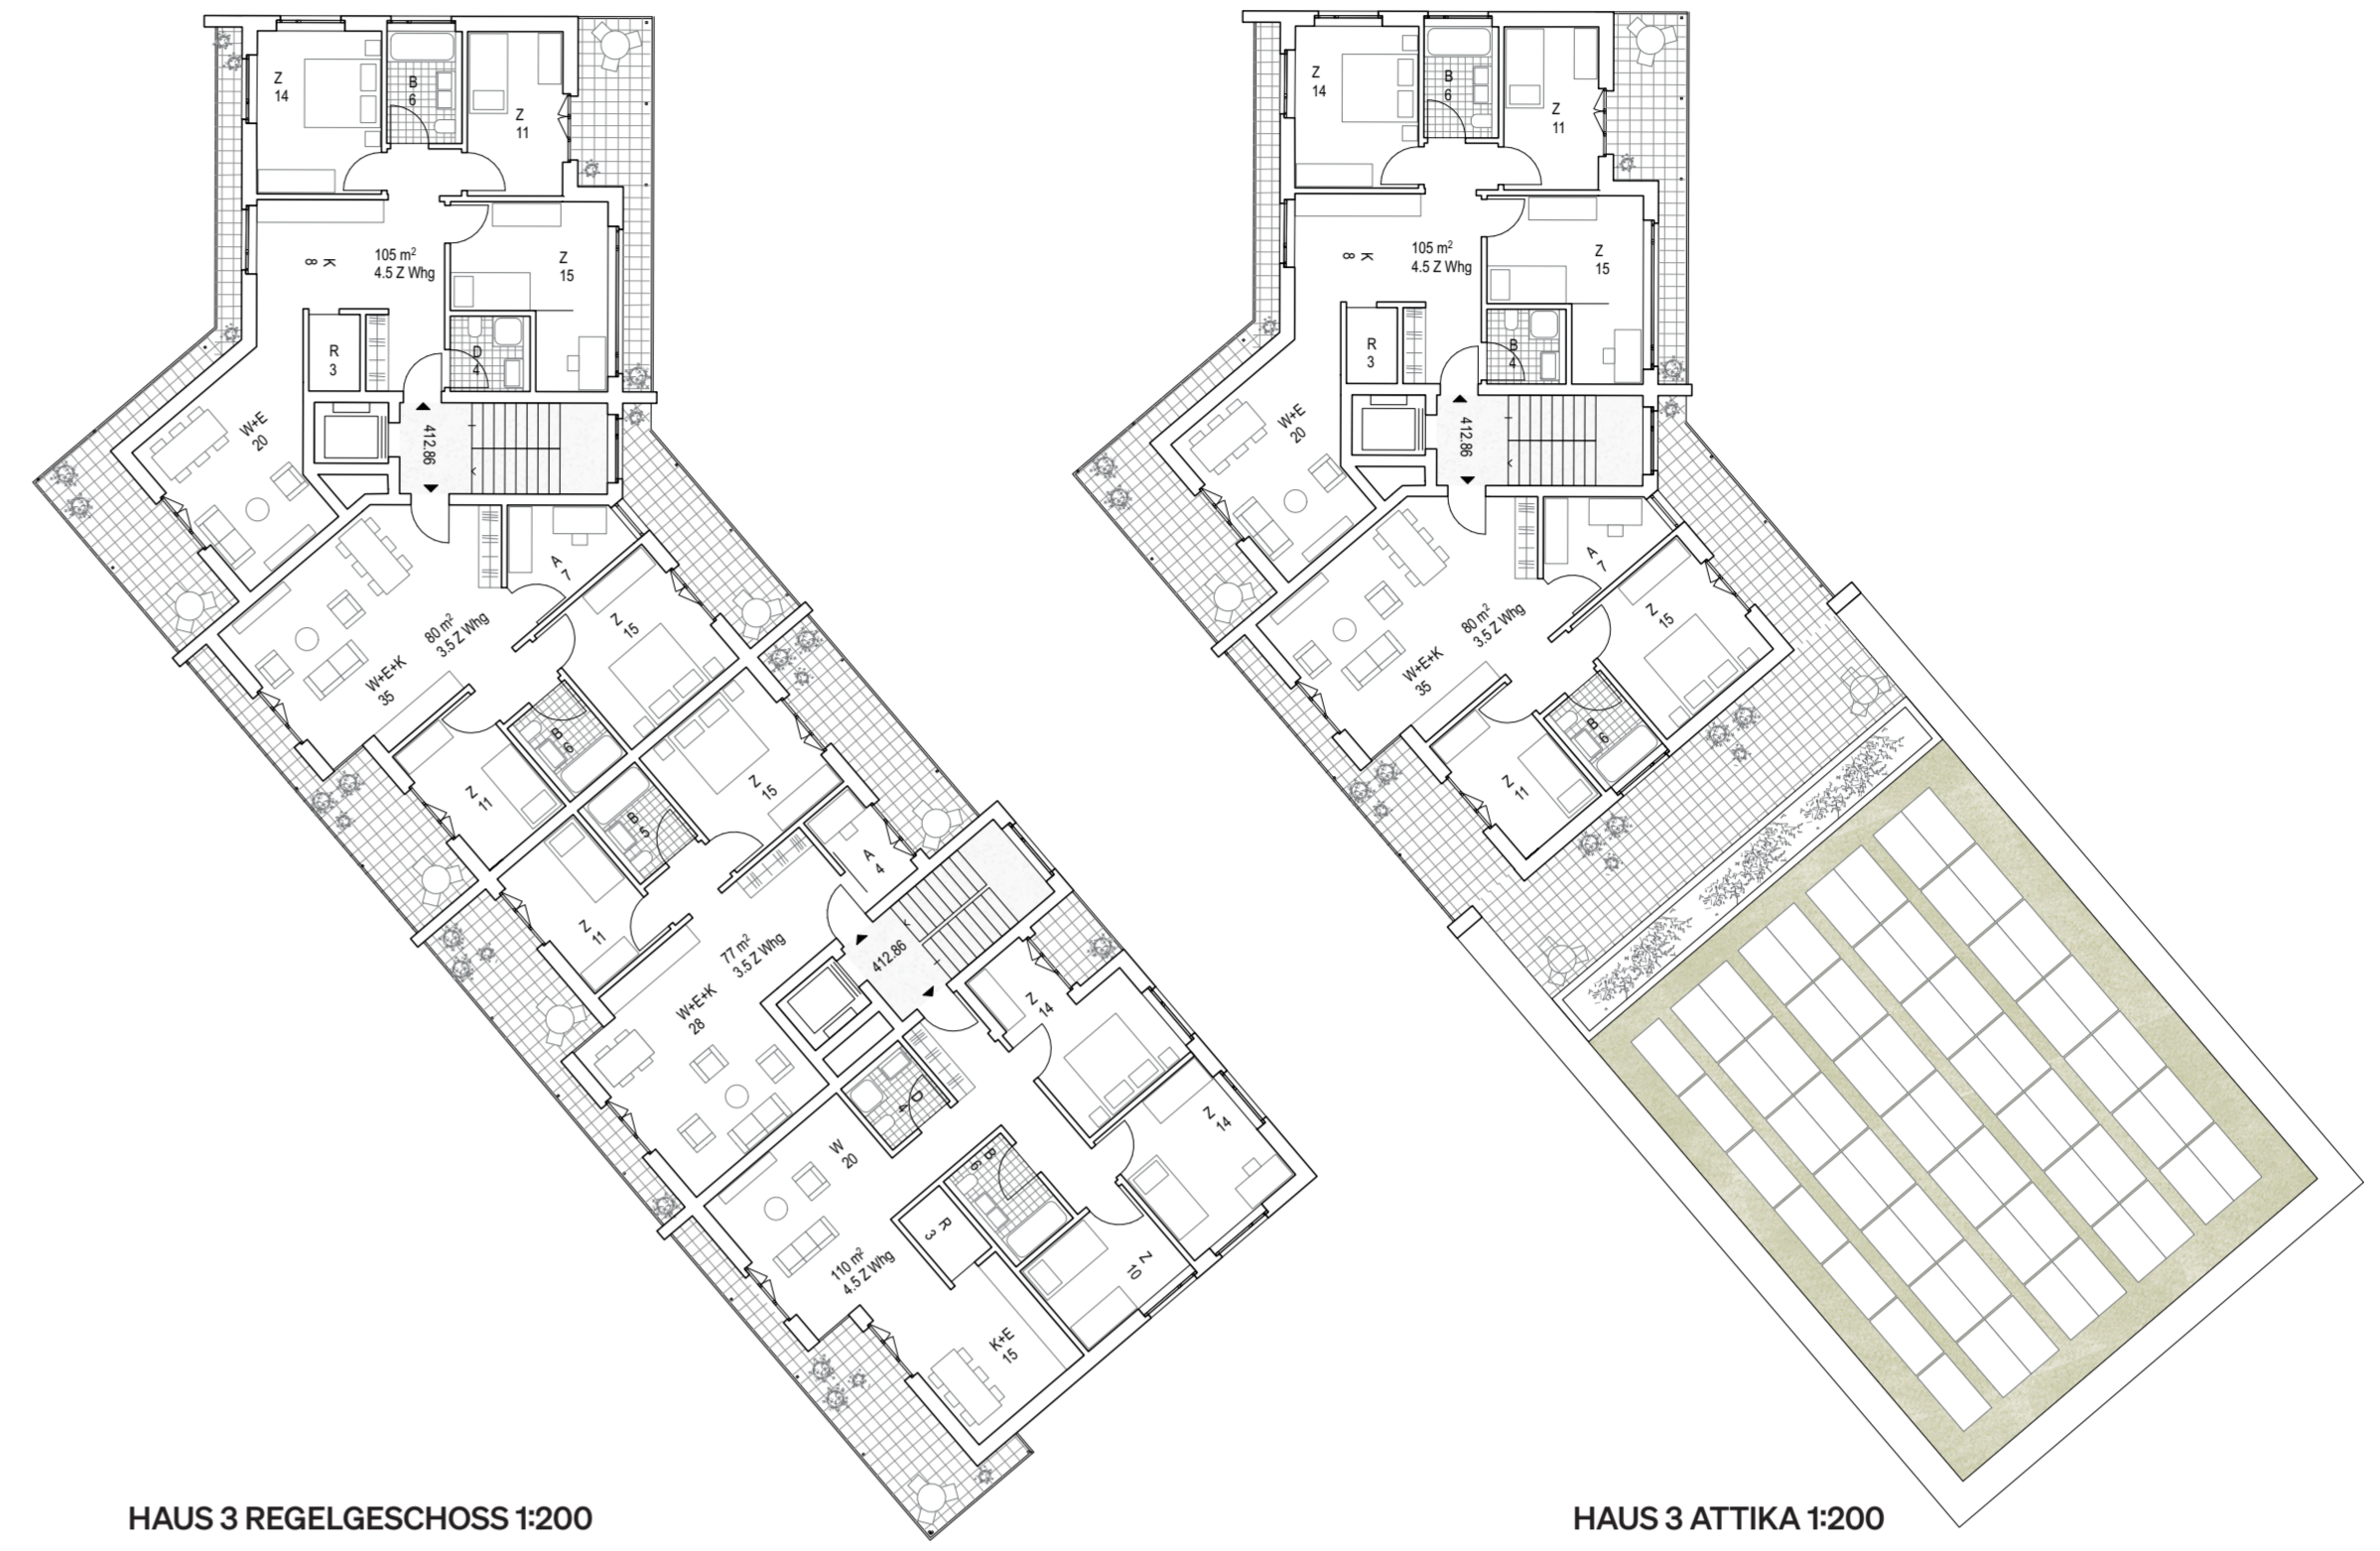 Z
14
B
6
Z
11
K
8
105 m²
4.5 Z Whg
Z
15
R
3
D
4
W+E
20
412.86
A
7
80 m²
3.5 Z Whg
Z
15
W+E+K
35
B
6
Z
11
Z
15
B
5
A
4
Z
11
77 m²
3.5 Z Whg
412.86
W+E+K
28
Z
14
D
4
Z
14
W
20
B
6
R
3
Z
10
110 m²
4.5 Z Whg
K+E
15
HAUS 3 REGELGESCHOSS 1:200
Z
14
B
6
Z
11
K
8
105 m²
4.5 Z Whg
Z
15
R
3
B
4
W+E
20
412.86
A
7
80 m²
3.5 Z Whg
Z
15
W+E+K
35
B
6
Z
11
HAUS 3 ATTIKA 1:200